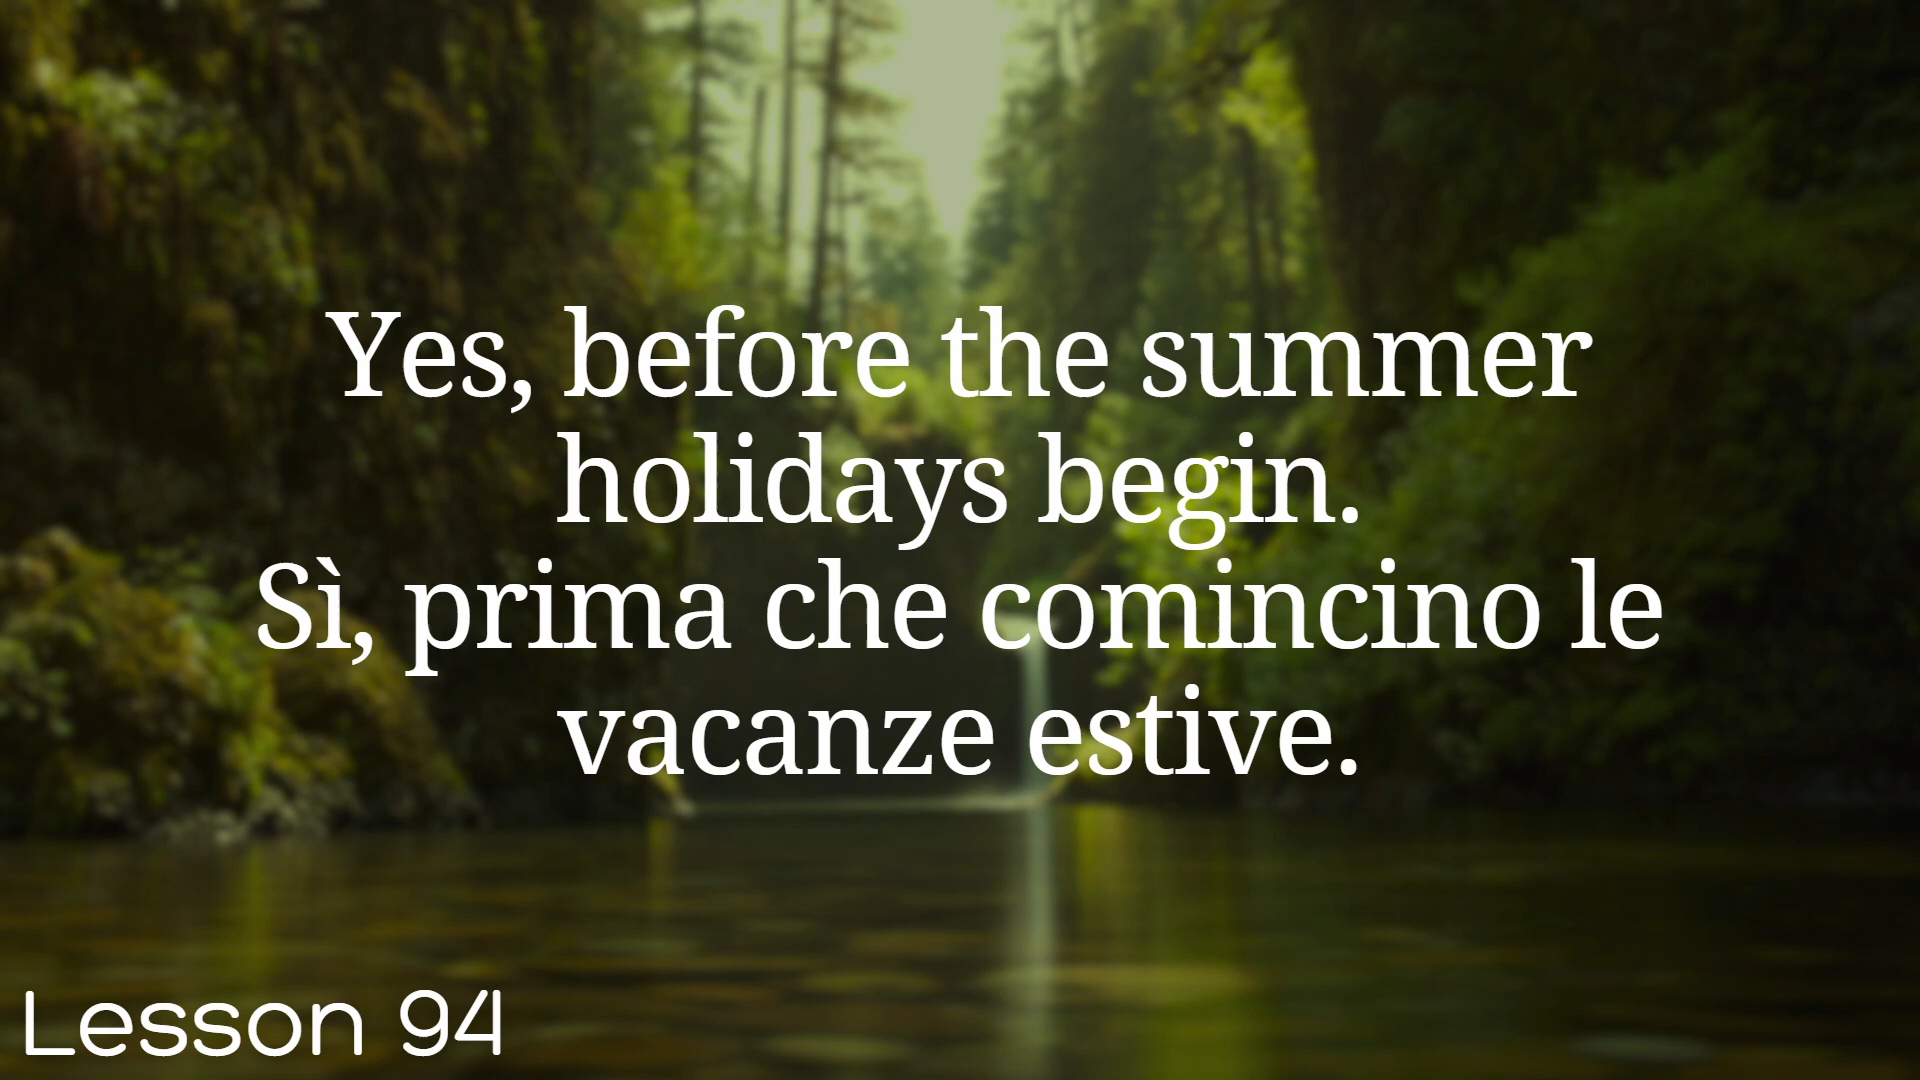 Yes, before the summer
holidays begin.
Sì, prima che comincino le
vacanze estive.
Lesson 94